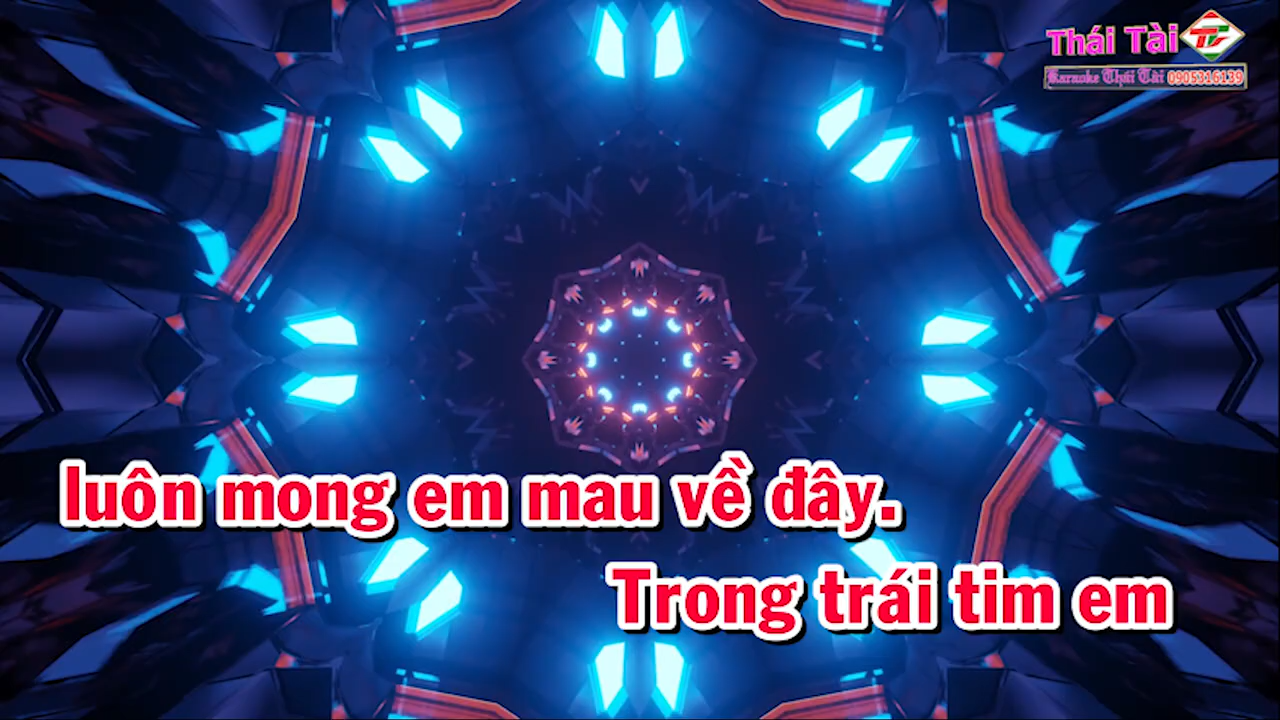 Thái Tài
Karaoke Thái Tài 0905316139
luôn mong em mau về đây.
Trong trái tim em